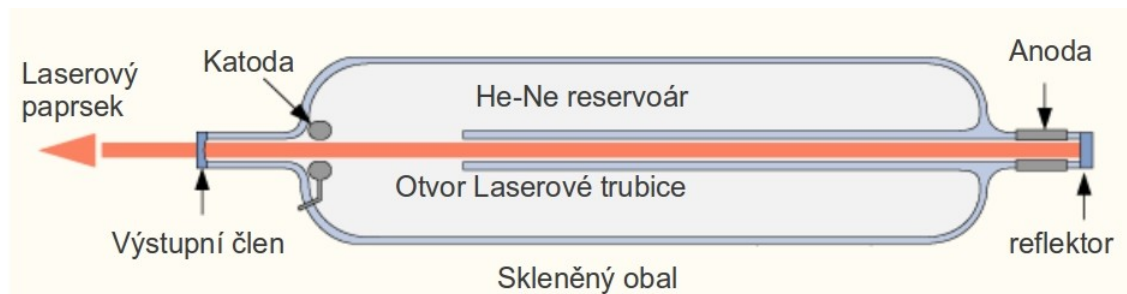 Laserový
paprsek
Katoda
Anoda
He-Ne reservoár
Otvor Laserové trubice
Výstupní člen
reflektor
Skleněný obal